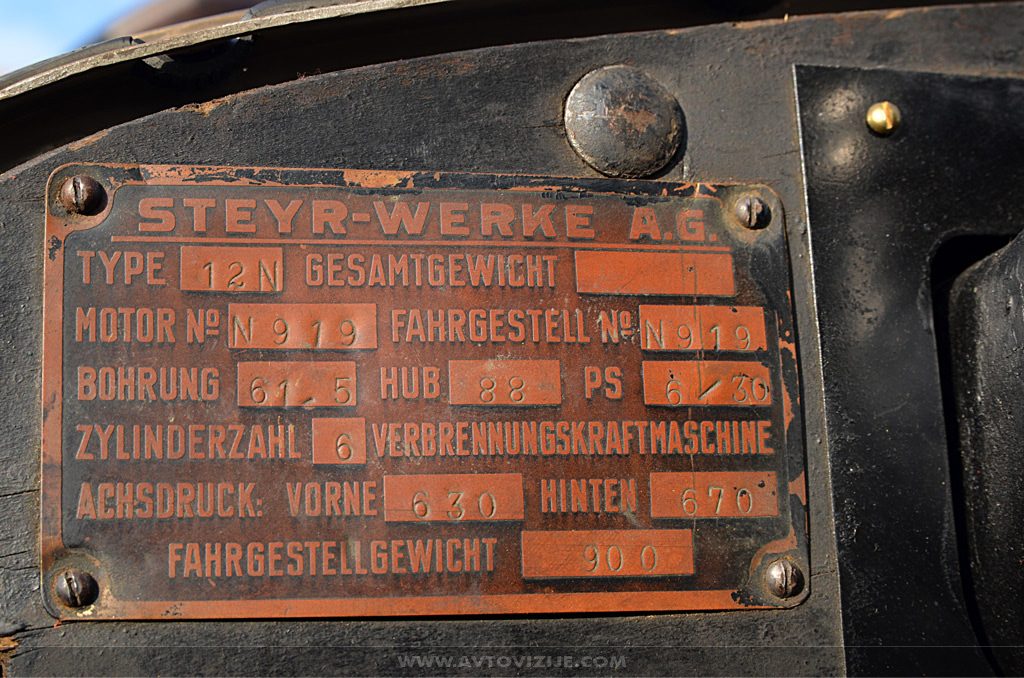 STEYR-WERKE A.G.
TYPE 12N GESAMTGEWICHT
MOTOR Nº N 919 FAHRGESTELL Nº N919
BOHRUNG 61,5 HUB 88 PS 6/30
ZYLINDERZAHL 6 VERBRENNUNGSKRAFTMASCHINE
ACHSDRUCK: VORNE 630 HINTEN 670
FAHRGESTELLGEWICHT 900
WWW.AVTOVIZIJE.COM